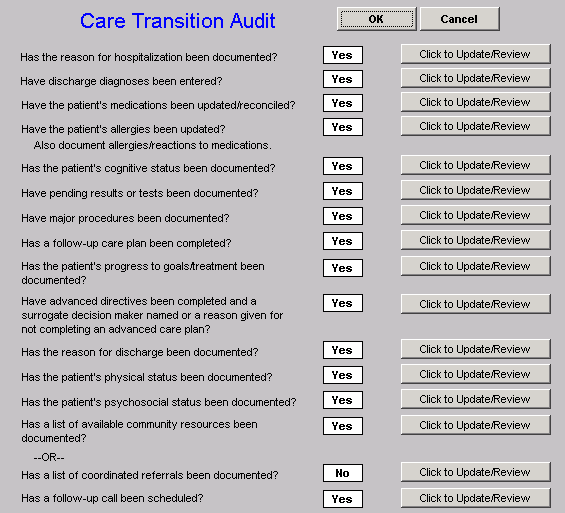 Care Transition Audit OK Cancel
Has the reason for hospitalization been documented? Yes Click to Update/Review
Have discharge diagnoses been entered? Yes Click to Update/Review
Have the patient's medications been updated/reconciled? Yes Click to Update/Review
Have the patient's allergies been updated? Yes Click to Update/Review
Also document allergies/reactions to medications.
Has the patient's cognitive status been documented? Yes Click to Update/Review
Have pending results or tests been documented? Yes Click to Update/Review
Have major procedures been documented? Yes Click to Update/Review
Has a follow-up care plan been completed? Yes Click to Update/Review
Has the patient's progress to goals/treatment been
documented? Yes Click to Update/Review
Have advanced directives been completed and a
surrogate decision maker named or a reason given for Yes Click to Update/Review
not completing an advanced care plan?
Has the reason for discharge been documented? Yes Click to Update/Review
Has the patient's physical status been documented? Yes Click to Update/Review
Has the patient's psychosocial status been documented? Yes Click to Update/Review
Has a list of available community resources been Yes Click to Update/Review
documented?
--OR--
Has a list of coordinated referrals been documented? No Click to Update/Review
Has a follow-up call been scheduled? Yes Click to Update/Review